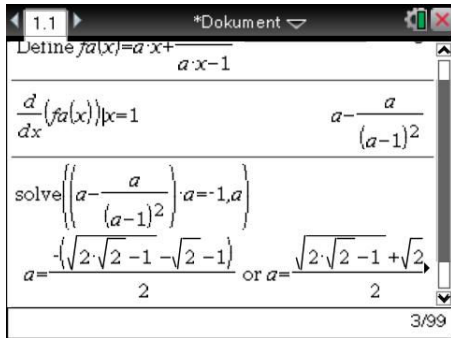 1.1 *Dokument
Define fa(x)=a·x+ a·x−1
d/dx(fa(x))|x=1 a−a/(a−1)²
solve((a−a/(a−1)²)·a=-1,a)
a=-(√(2·√2−1)−√2−1)/2 or a=(√(2·√2−1)+√2)/2
3/99